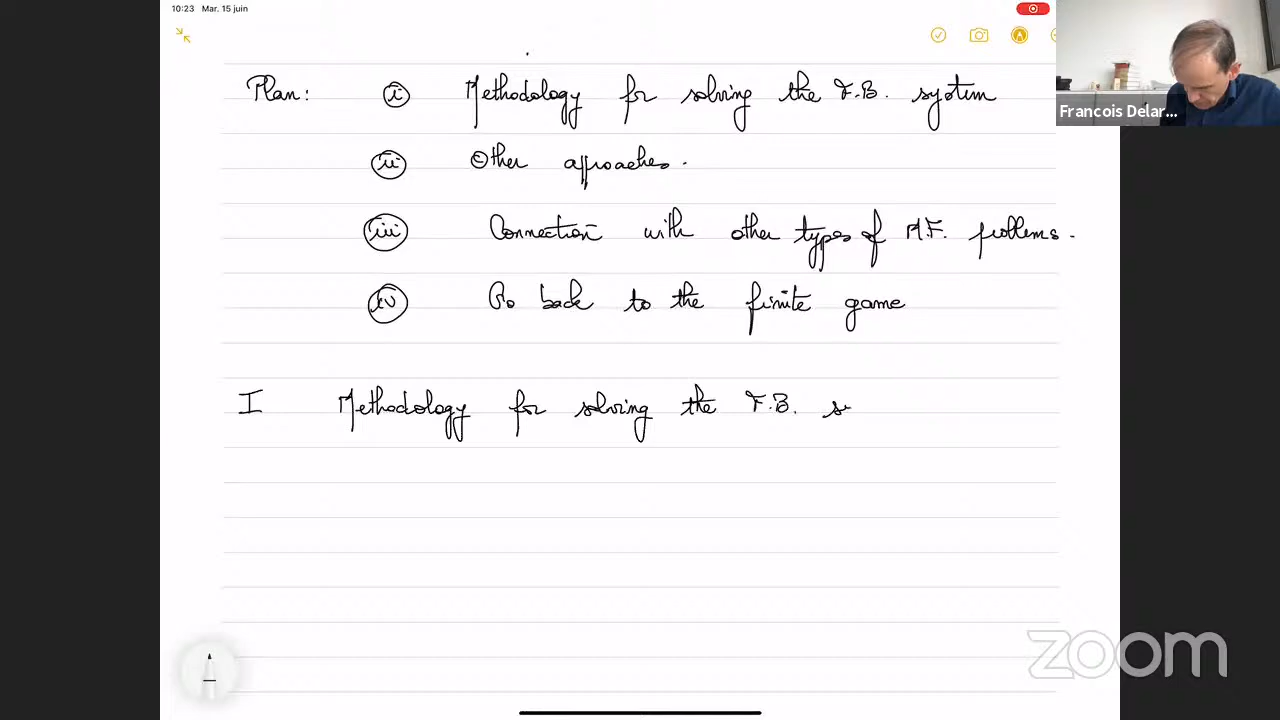 10:23 Mar. 15 juin
Plan: i Methodology for solving the F.B. system
ii Other approaches.
iii Connection with other types of M.F. problems.
iv Go back to the finite game
I Methodology for solving the F.B. s
Francois Delar...
zoom